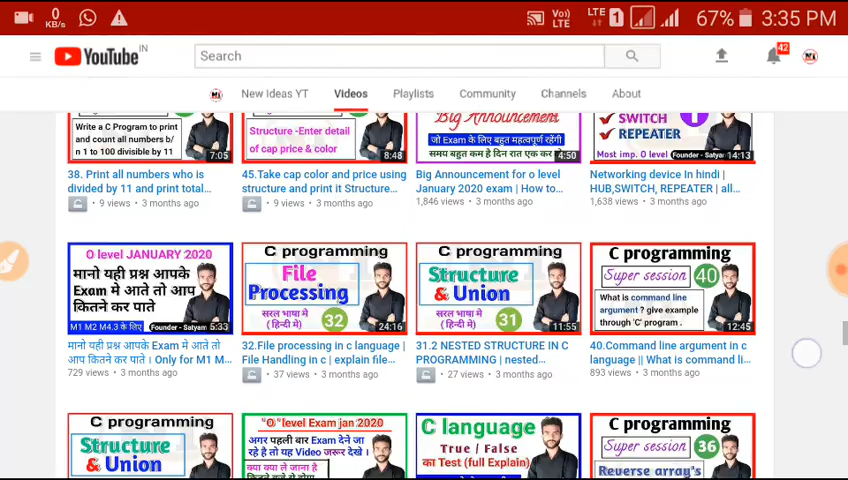 0
KB/s
Vo))
LTE
LTE
1
67%
3:35 PM
YouTube IN
Search
42
New Ideas YT
Videos
Playlists
Community
Channels
About
Write a C Program to print
and count all numbers b/
n 1 to 100 divisible by 11
7:05
Structure -Enter detail
of cap price & color
8:48
Big Announcement
जो Exam के लिए बहुत महत्वपूर्ण रहेंगी
समय बहुत कम है दिन रात एक कर
4:50
SWITCH
REPEATER
Most imp. O level
Founder - Satyam
14:13
38. Print all numbers who is
divided by 11 and print total...
9 views • 3 months ago
45.Take cap color and price using
structure and print it Structure...
9 views • 3 months ago
Big Announcement for o level
January 2020 exam | How to...
1,846 views • 3 months ago
Networking device In hindi |
HUB,SWITCH, REPEATER | all...
1,638 views • 3 months ago
O level JANUARY 2020
मानो यही प्रश्न आपके
Exam मे आते तो आप
कितने कर पाते
M1 M2 M4.3 के लिए
Founder - Satyam
5:33
C programming
File
Processing
सरल भाषा मे
( हिन्दी मे )
32
24:16
C programming
Structure
& Union
सरल भाषा मे
( हिन्दी मे )
31
11:55
C programming
Super session 40
What is command line
argument ? give example
through 'C' program .
12:45
मानो यही प्रश्न आपके Exam मे आते तो
आप कितने कर पाते । Only for M1 M...
729 views • 3 months ago
32.File processing in c language |
File Handling in c | explain file...
37 views • 3 months ago
31.2 NESTED STRUCTURE IN C
PROGRAMMING | nested...
27 views • 3 months ago
40.Command line argument in c
language || What is command li...
893 views • 3 months ago
C programming
Structure
& Union
"O" level Exam jan 2020
अगर पहली बार Exam देने जा
रहे है तो यह Video जरूर देखे ।
क्या क्या ले जाना है
C language
True / False
का Test (full Explain)
C programming
Super session 36
Reverse array's